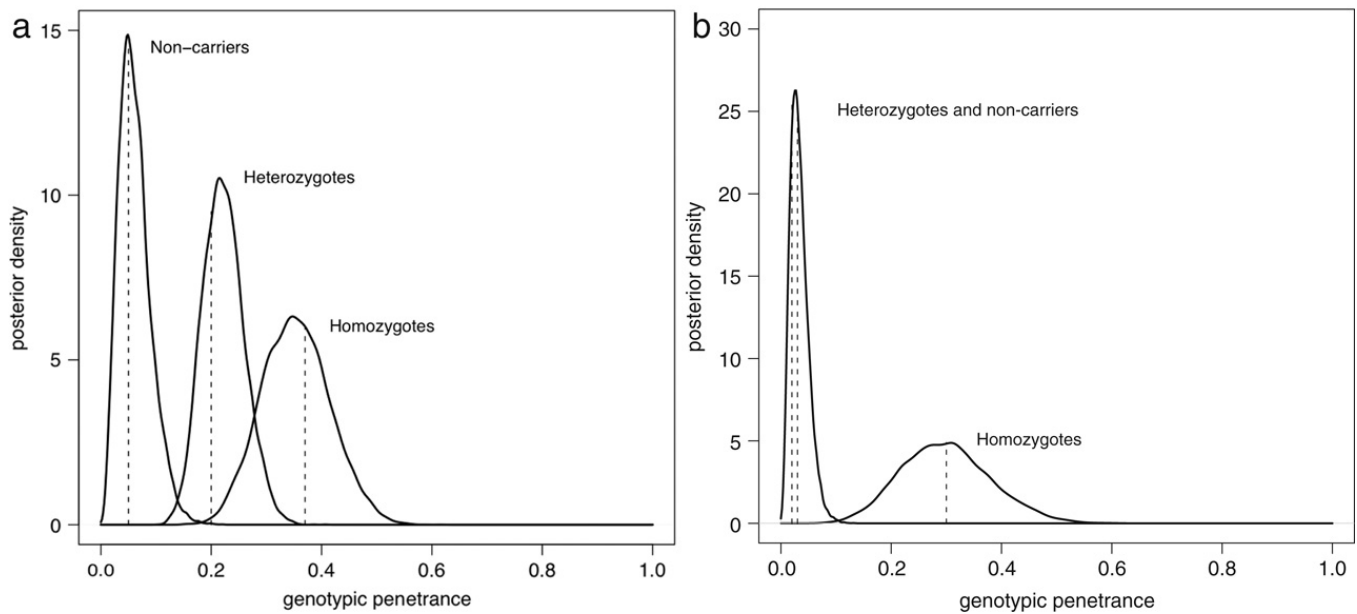 a
15
10
5
0
posterior density
Non−carriers
Heterozygotes
Homozygotes
0.0 0.2 0.4 0.6 0.8 1.0
genotypic penetrance
b
30
25
20
15
10
5
0
posterior density
Heterozygotes and non-carriers
Homozygotes
0.0 0.2 0.4 0.6 0.8 1.0
genotypic penetrance